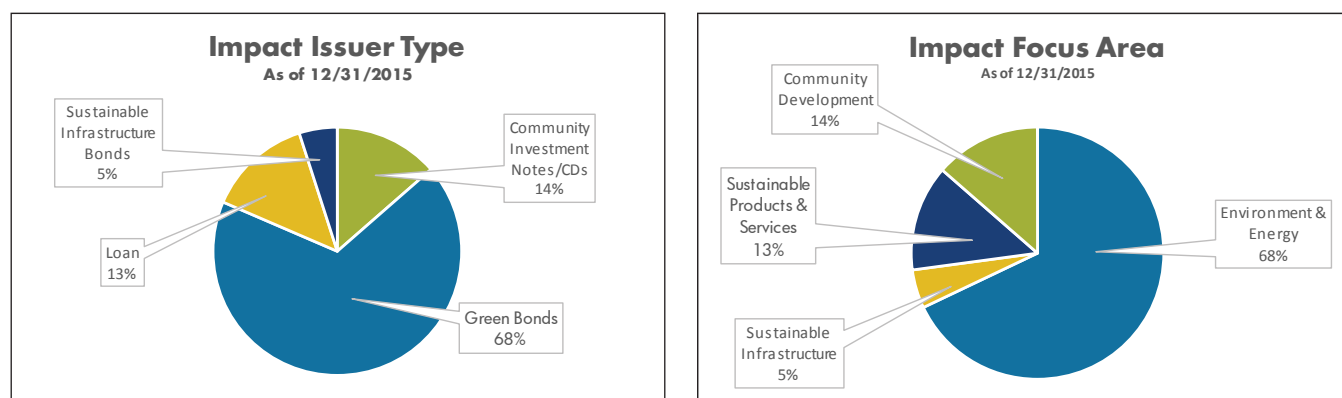 Impact Issuer Type
As of 12/31/2015
Sustainable
Infrastructure
Bonds
5%
Community
Investment
Notes/CDs
14%
Loan
13%
Green Bonds
68%
Impact Focus Area
As of 12/31/2015
Community
Development
14%
Sustainable
Products &
Services
13%
Environment &
Energy
68%
Sustainable
Infrastructure
5%